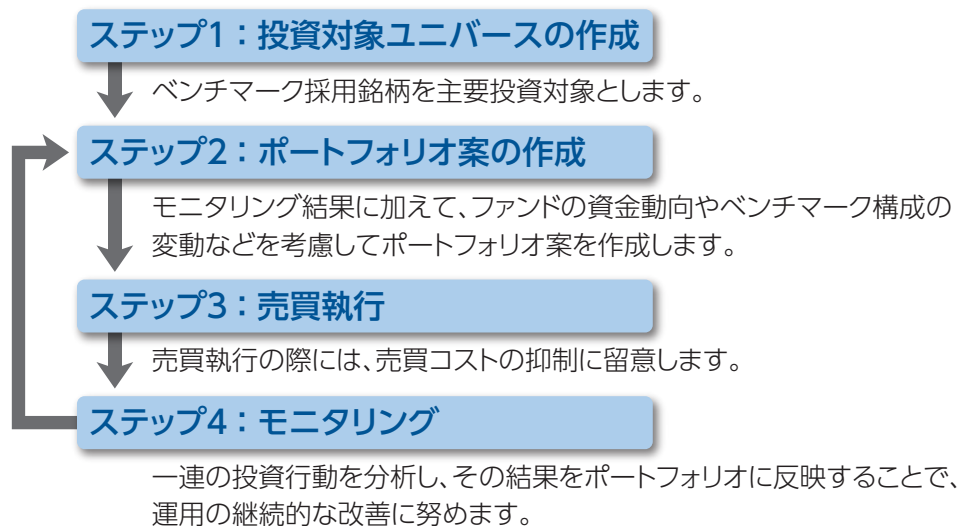 ステップ1：投資対象ユニバースの作成
ベンチマーク採用銘柄を主要投資対象とします。
ステップ2：ポートフォリオ案の作成
モニタリング結果に加えて、ファンドの資金動向やベンチマーク構成の
変動などを考慮してポートフォリオ案を作成します。
ステップ3：売買執行
売買執行の際には、売買コストの抑制に留意します。
ステップ4：モニタリング
一連の投資行動を分析し、その結果をポートフォリオに反映することで、
運用の継続的な改善に努めます。